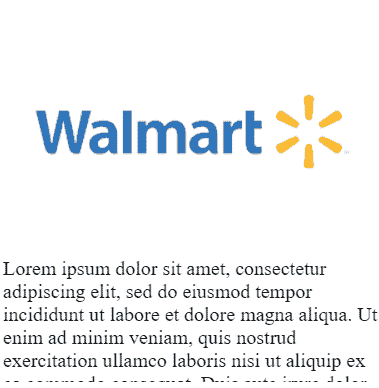 Walmart
Lorem ipsum dolor sit amet, consectetur
adipiscing elit, sed do eiusmod tempor
incididunt ut labore et dolore magna aliqua. Ut
enim ad minim veniam, quis nostrud
exercitation ullamco laboris nisi ut aliquip ex